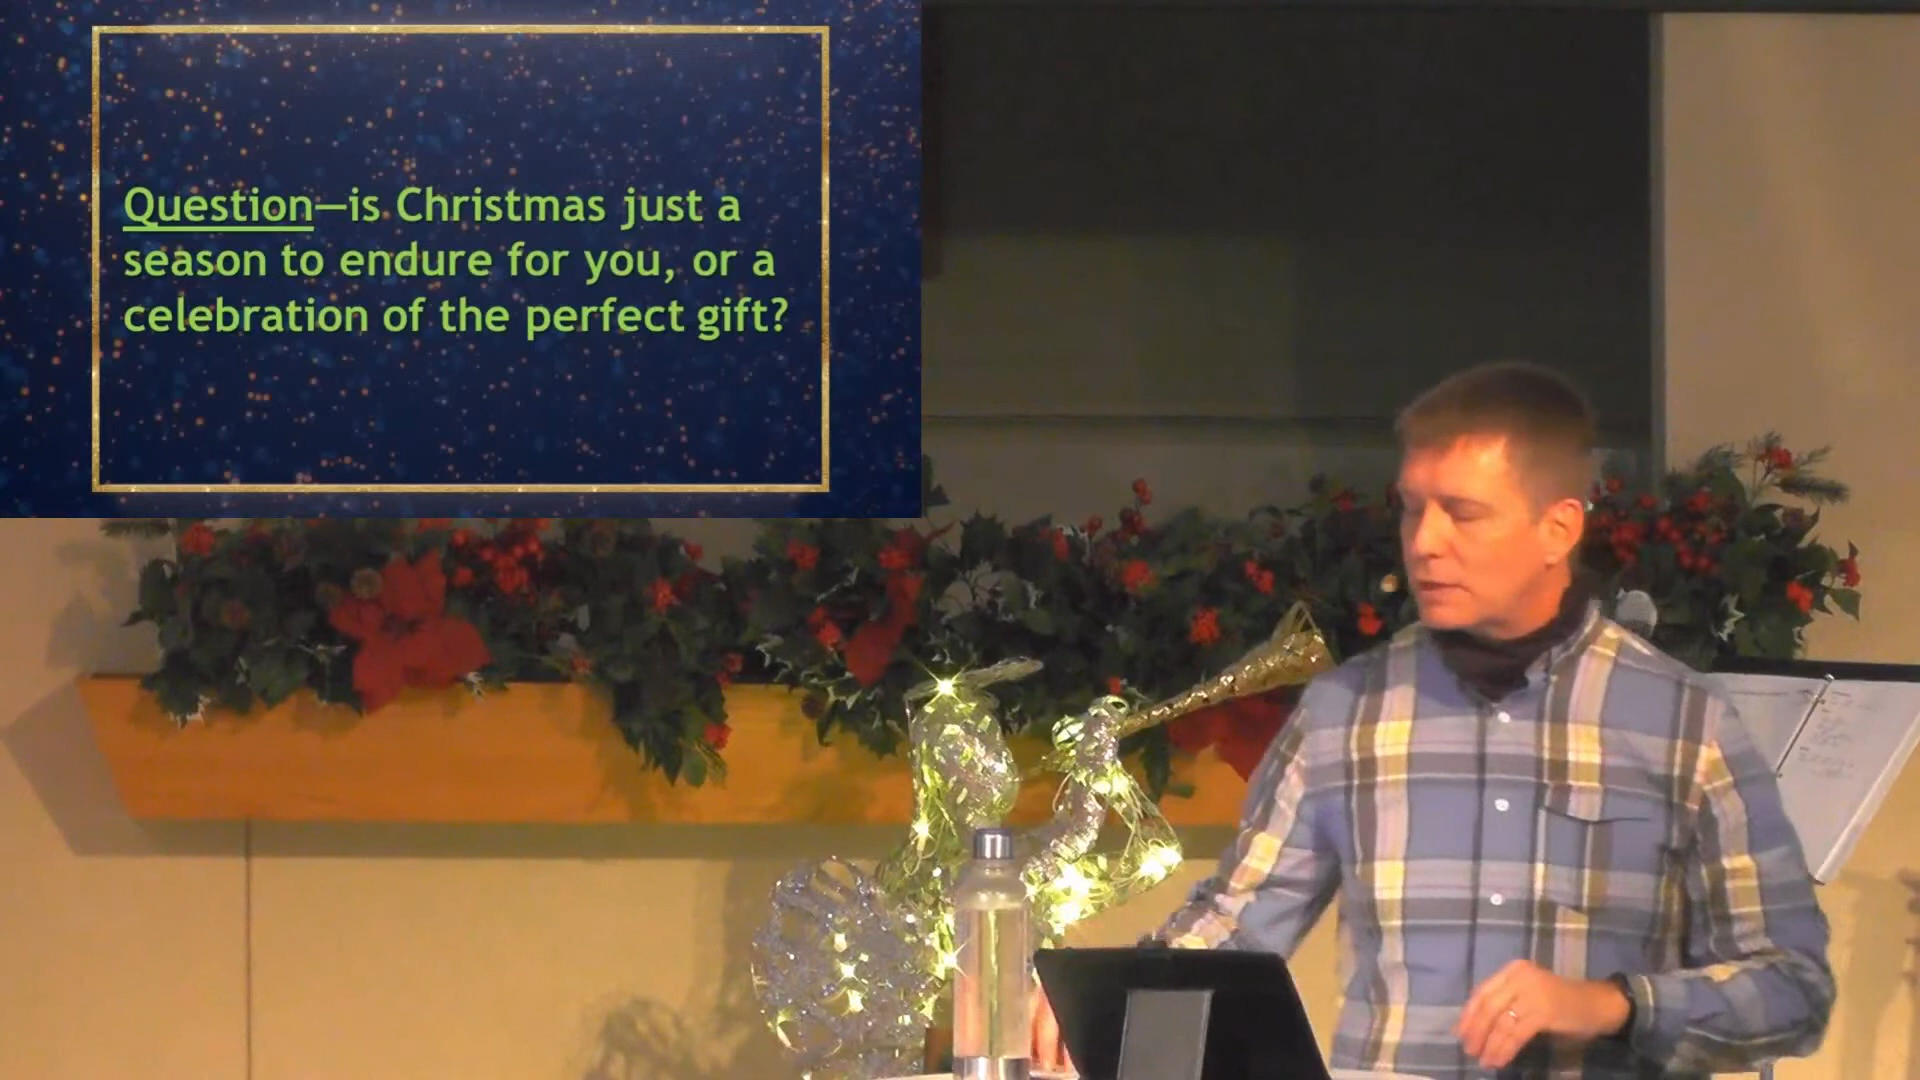 Question—is Christmas just a
season to endure for you, or a
celebration of the perfect gift?